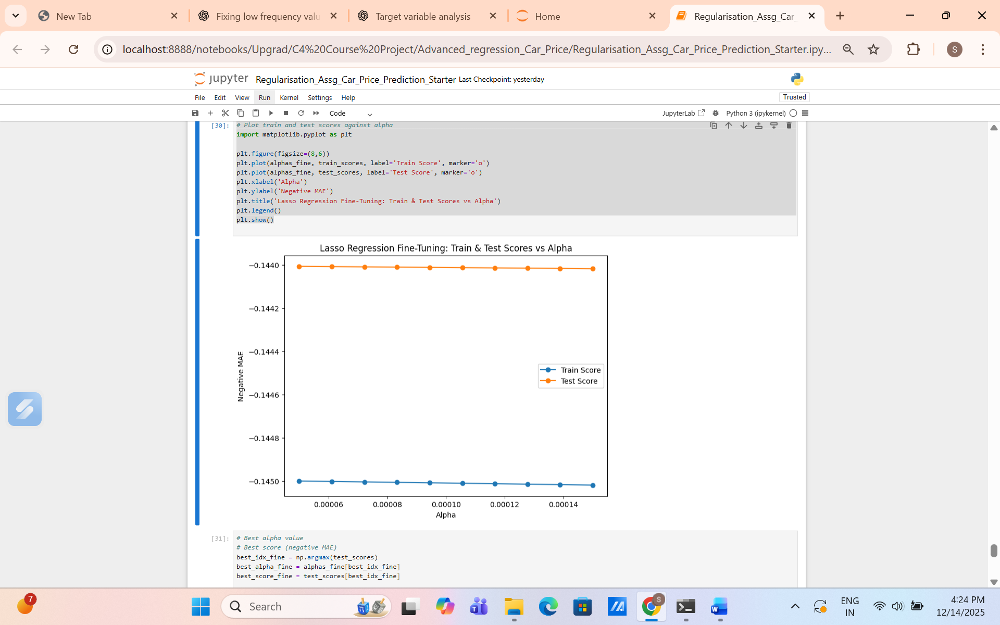 New Tab
Fixing low frequency valu
Target variable analysis
Home
Regularisation_Assg_Car_
localhost:8888/notebooks/Upgrad/C4%20Course%20Project/Advanced_regression_Car_Price/Regularisation_Assg_Car_Price_Prediction_Starter.ipy...
S
jupyter Regularisation_Assg_Car_Price_Prediction_Starter Last Checkpoint: yesterday
File Edit View Run Kernel Settings Help
Trusted
Code
JupyterLab
Python 3 (ipykernel)
[30]:
# Plot train and test scores against alpha
import matplotlib.pyplot as plt
plt.figure(figsize=(8,6))
plt.plot(alphas_fine, train_scores, label='Train Score', marker='o')
plt.plot(alphas_fine, test_scores, label='Test Score', marker='o')
plt.xlabel('Alpha')
plt.ylabel('Negative MAE')
plt.title('Lasso Regression Fine-Tuning: Train & Test Scores vs Alpha')
plt.legend()
plt.show()
Lasso Regression Fine-Tuning: Train & Test Scores vs Alpha
−0.1440
−0.1442
−0.1444
−0.1446
−0.1448
−0.1450
Negative MAE
Train Score
Test Score
0.00006 0.00008 0.00010 0.00012 0.00014
Alpha
[31]:
# Best alpha value
# Best score (negative MAE)
best_idx_fine = np.argmax(test_scores)
best_alpha_fine = alphas_fine[best_idx_fine]
best_score_fine = test_scores[best_idx_fine]
7
Search
S
ENG
IN
4:24 PM
12/14/2025